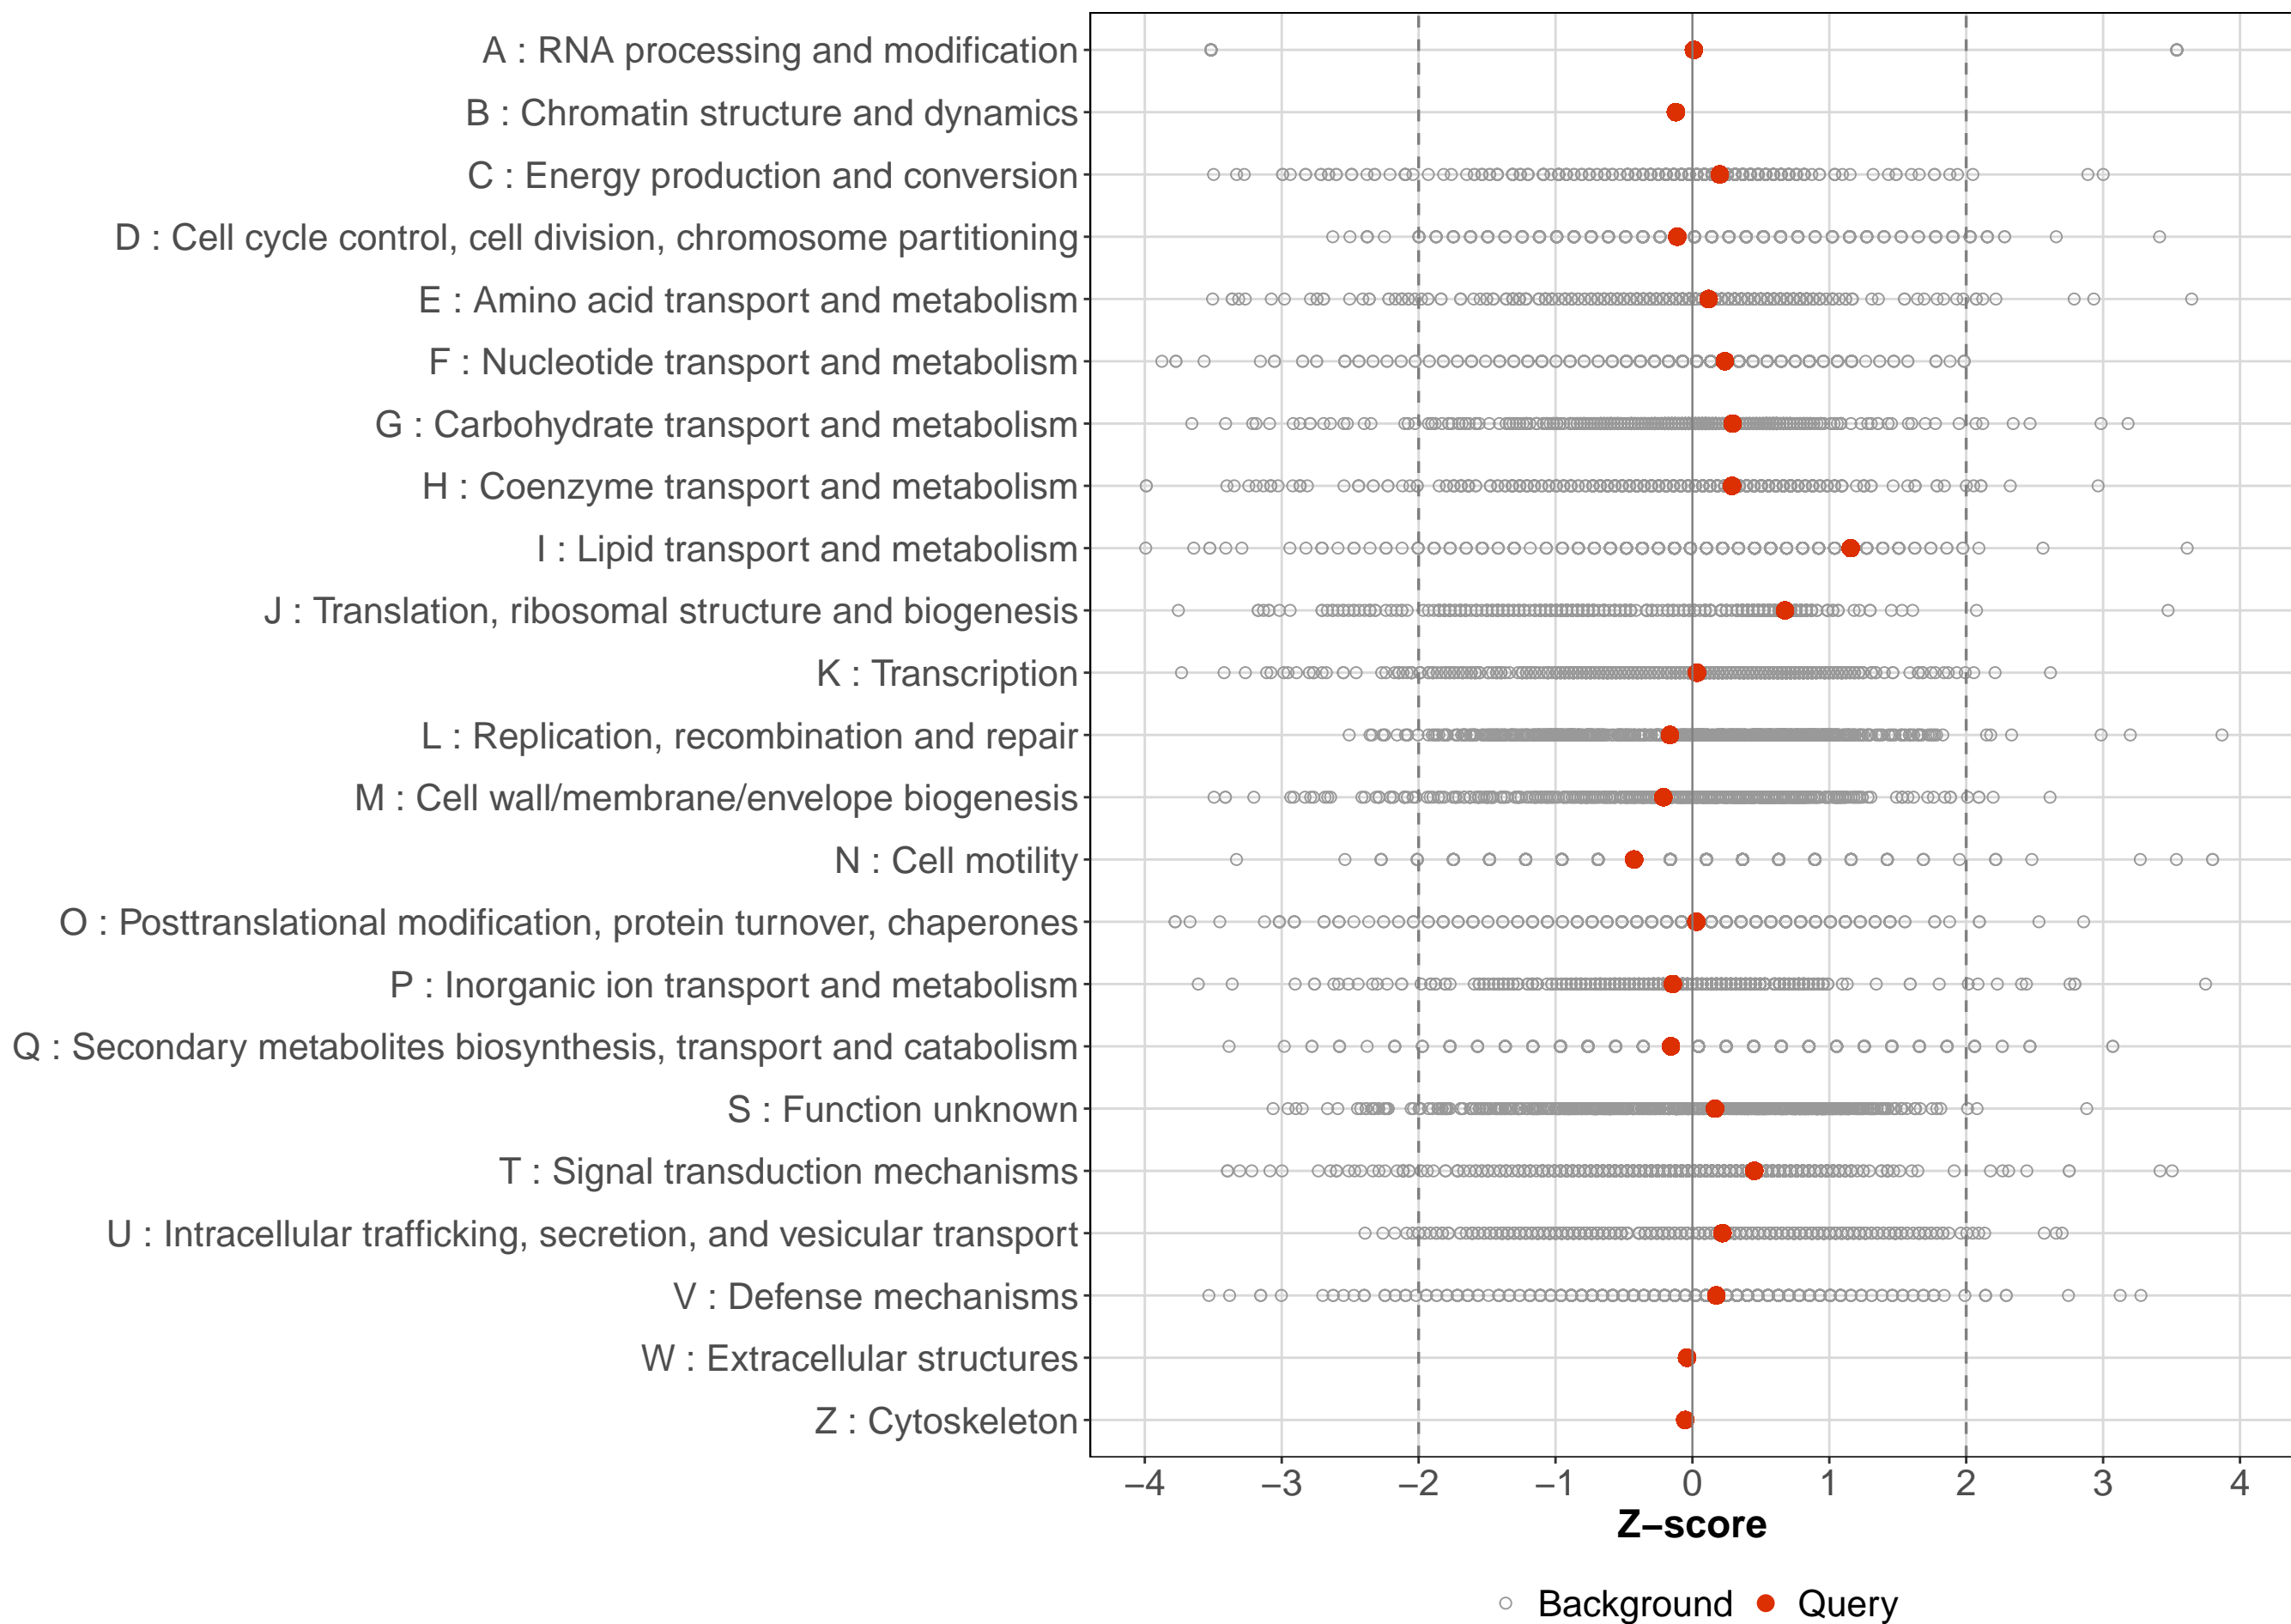 A : RNA processing and modification
B : Chromatin structure and dynamics
C : Energy production and conversion
D : Cell cycle control, cell division, chromosome partitioning
E : Amino acid transport and metabolism
F : Nucleotide transport and metabolism
G : Carbohydrate transport and metabolism
H : Coenzyme transport and metabolism
I : Lipid transport and metabolism
J : Translation, ribosomal structure and biogenesis
K : Transcription
L : Replication, recombination and repair
M : Cell wall/membrane/envelope biogenesis
N : Cell motility
O : Posttranslational modification, protein turnover, chaperones
P : Inorganic ion transport and metabolism
Q : Secondary metabolites biosynthesis, transport and catabolism
S : Function unknown
T : Signal transduction mechanisms
U : Intracellular trafficking, secretion, and vesicular transport
V : Defense mechanisms
W : Extracellular structures
Z : Cytoskeleton
−4 −3 −2 −1 0 1 2 3 4
Z−score
Background Query